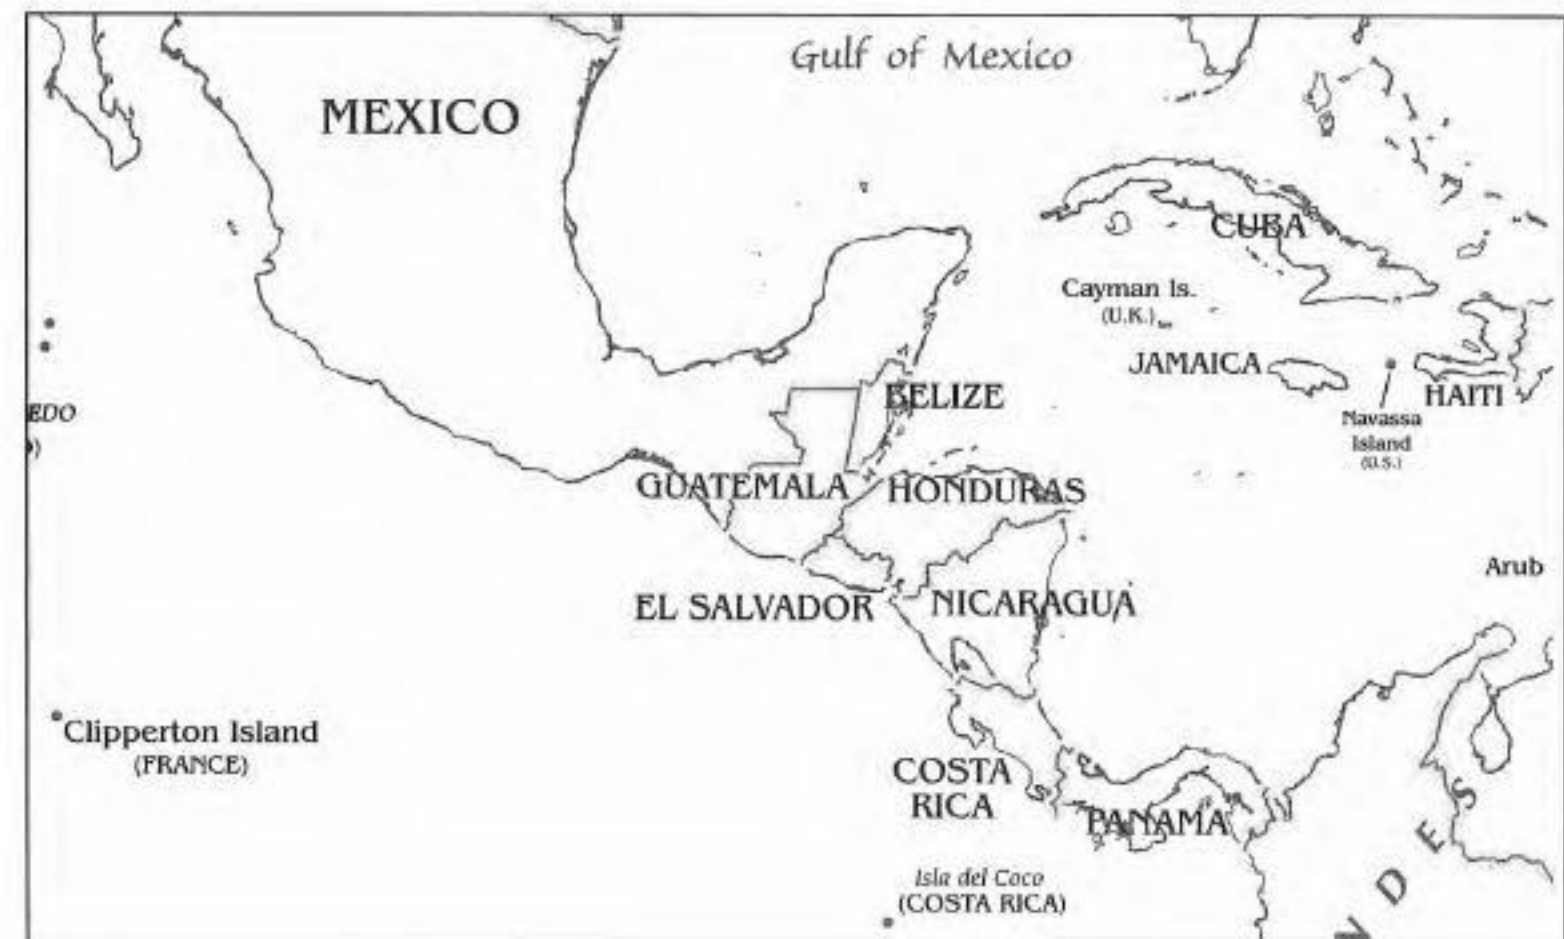 Gulf of Mexico
MEXICO
CUBA
Cayman Is.
(U.K.)
JAMAICA
HAITI
EDO
)
BELIZE
Navassa
Island
(U.S.)
GUATEMALA
HONDURAS
Arub
EL SALVADOR
NICARAGUA
Clipperton Island
(FRANCE)
COSTA
RICA
PANAMA
Isla del Coco
(COSTA RICA)
N D E S